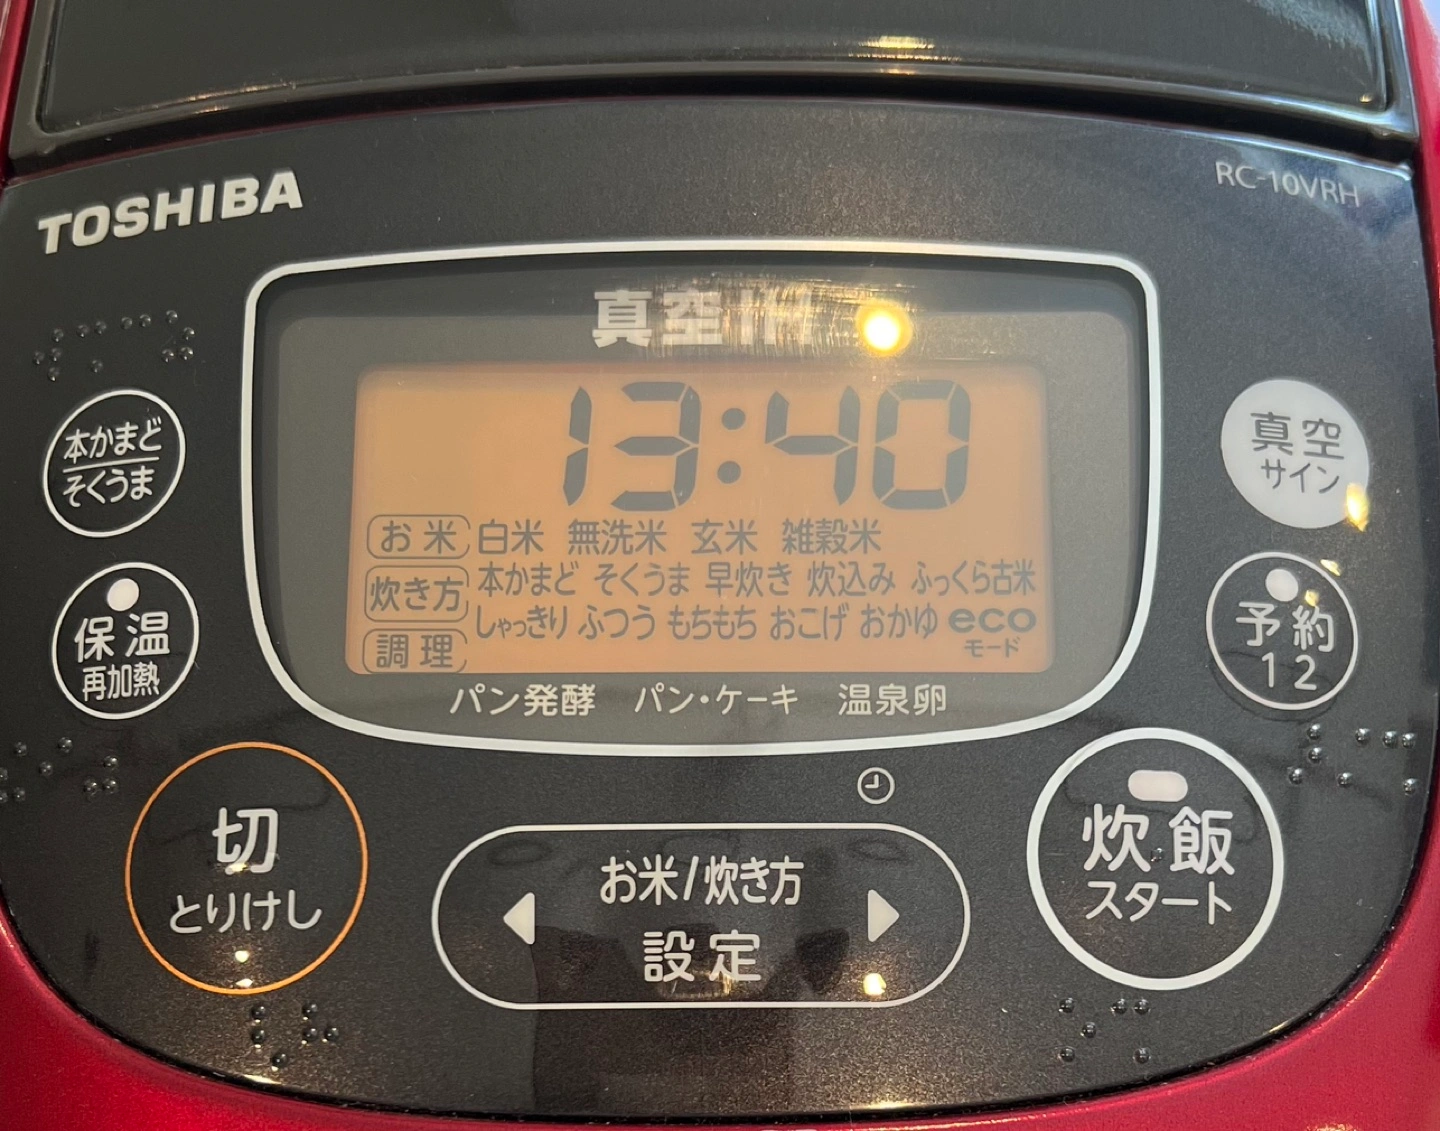 TOSHIBA
RC-10VRH
真空IH
13:40
お米 白米 無洗米 玄米 雑穀米
炊き方 本かまど そくうま 早炊き 炊込み ふっくら古米
しゃっきり ふつう もちもち おこげ おかゆ eco
モード
調理
パン発酵 パン・ケーキ 温泉卵
本かまど
そくうま
保温
再加熱
切
とりけし
お米/炊き方
設定
真空
サイン
予約
1 2
炊飯
スタート